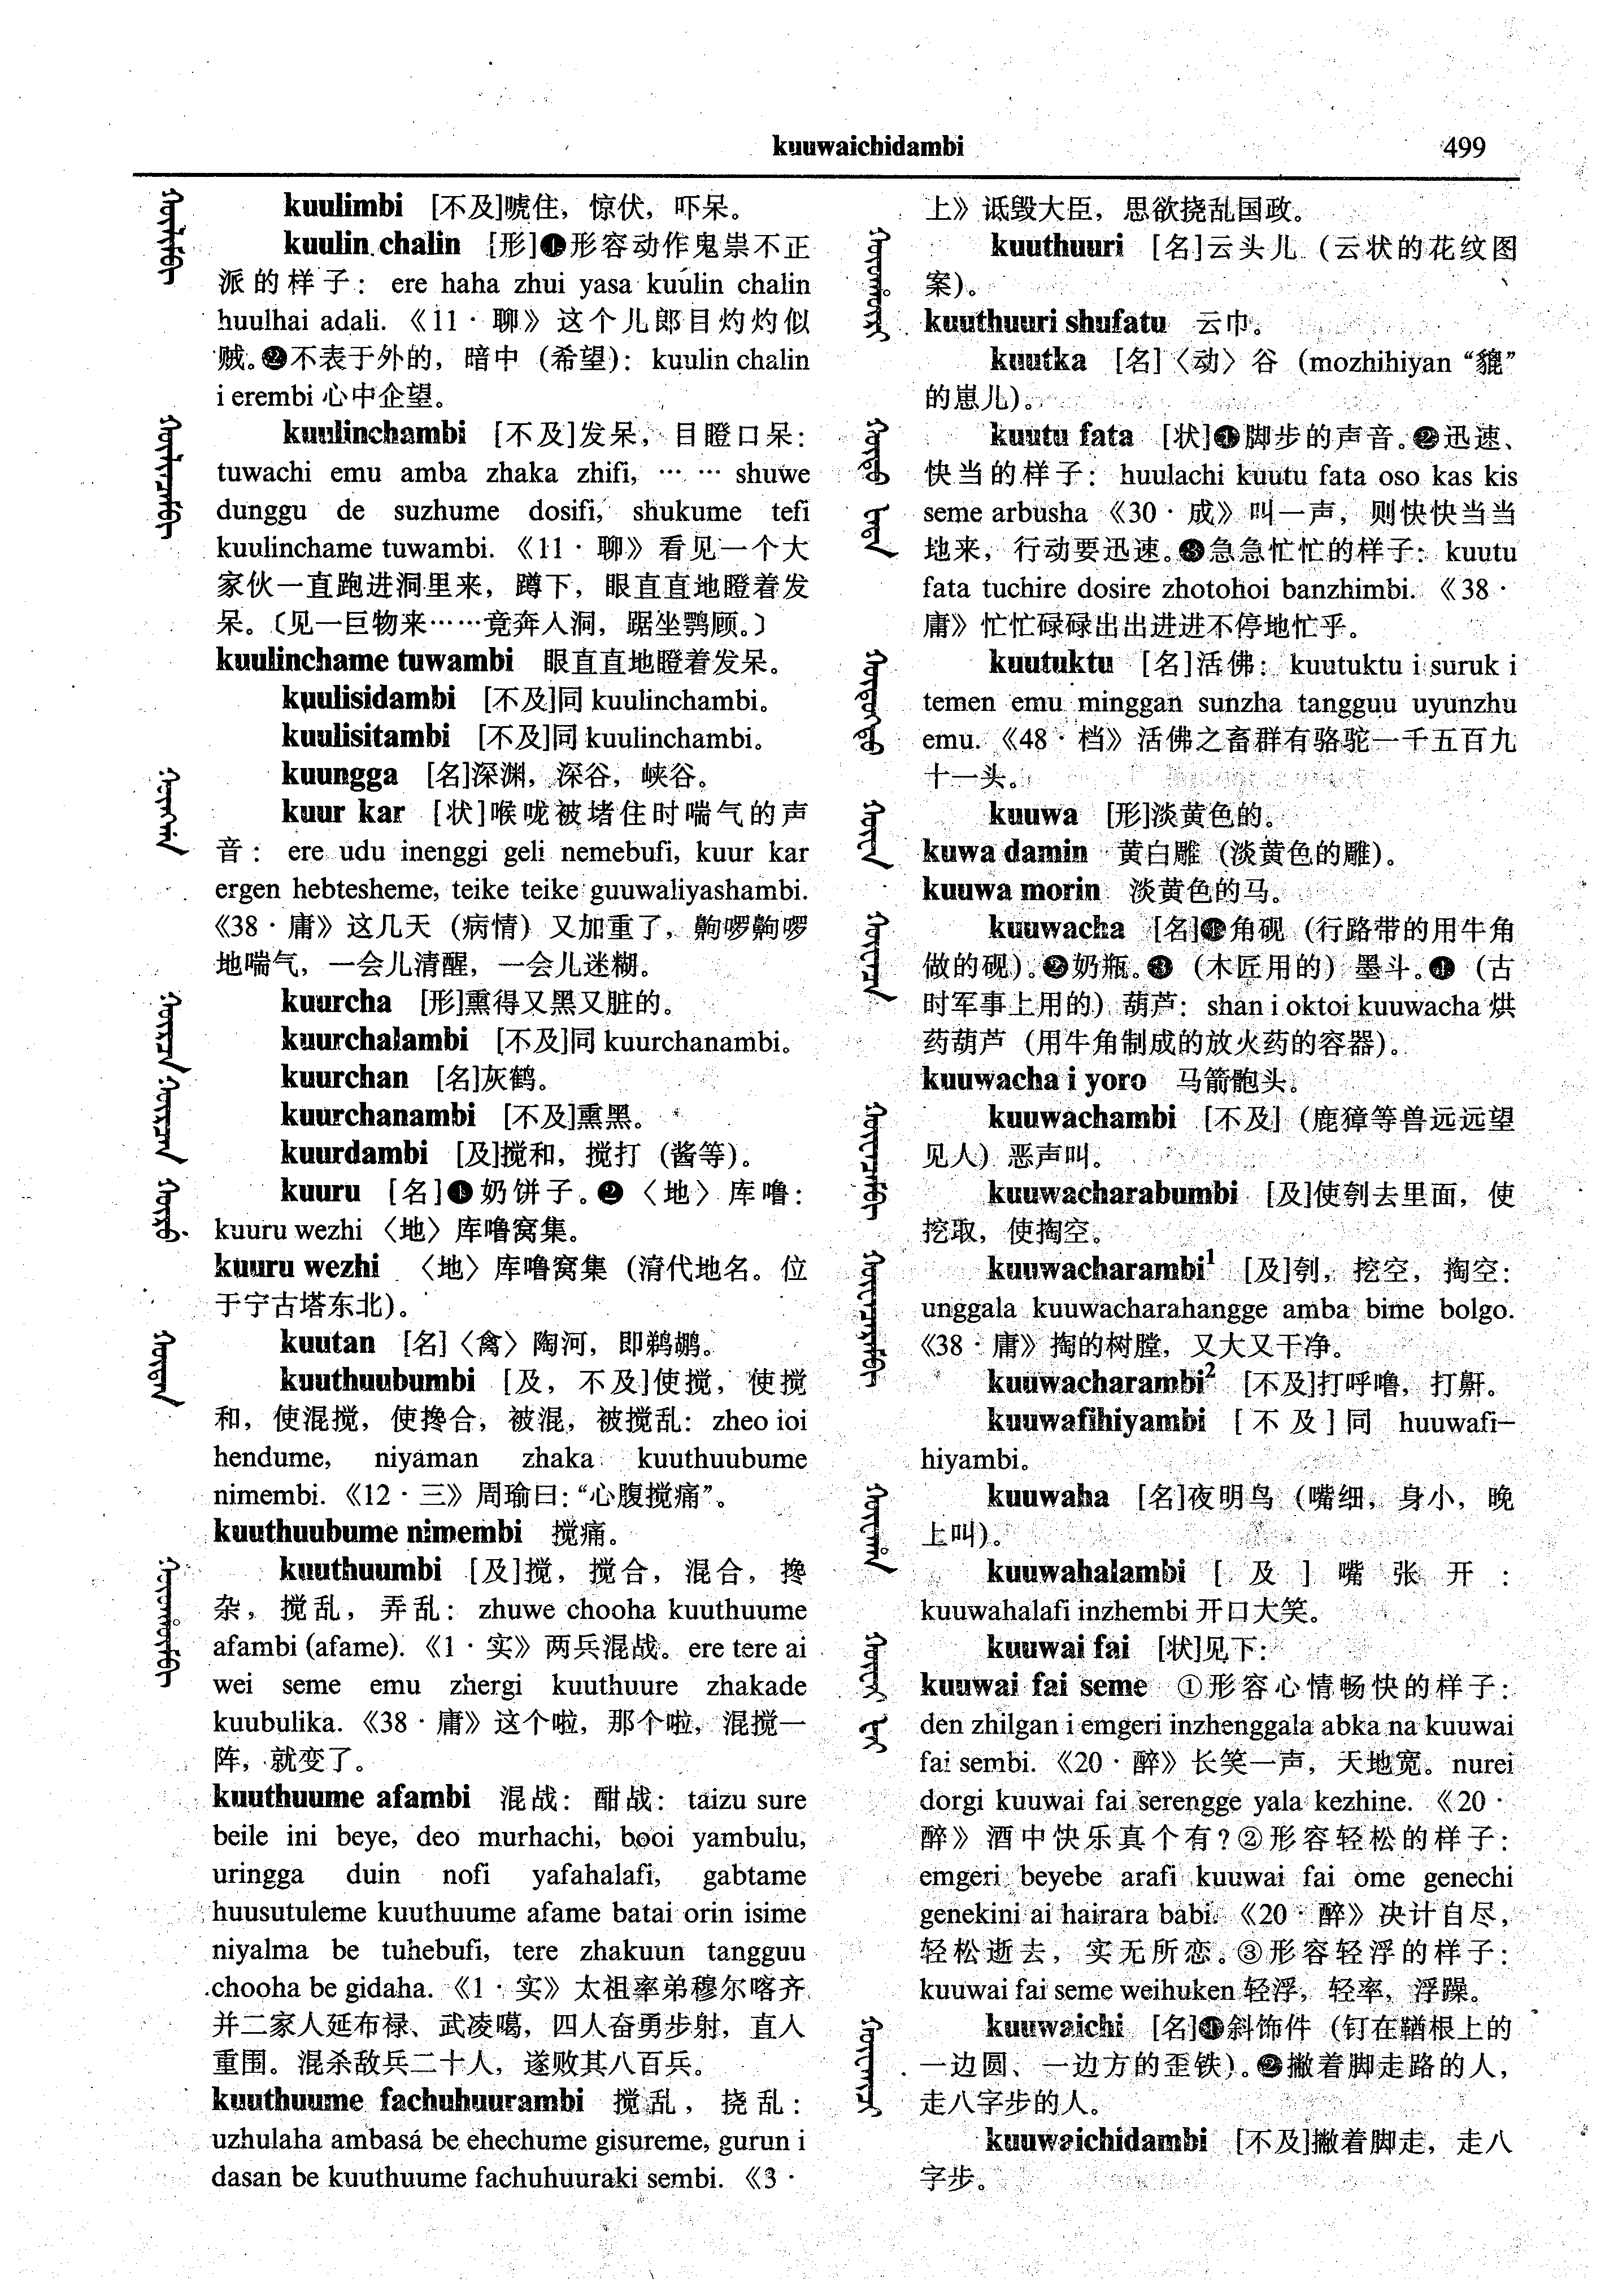 kuuwaichidambi 499
kuulimbi [不及]唬住，惊伏，吓呆。
kuulin chalin [形]❶形容动作鬼祟不正
派的样子：ere haha zhui yasa kuulin chalin
huulhai adali.《11·聊》这个儿郎目灼灼似
贼。❷不表于外的，暗中（希望）：kuulin chalin
i erembi 心中企望。
kuulinchambi [不及]发呆，目瞪口呆：
tuwachi emu amba zhaka zhifi, …… shuwe
dunggu de suzhume dosifi, shukume tefi
kuulinchame tuwambi.《11·聊》看见一个大
家伙一直跑进洞里来，蹲下，眼直直地瞪着发
呆。〔见一巨物来……竟奔人洞，踞坐鹗顾。〕
kuulinchame tuwambi 眼直直地瞪着发呆。
kuulisidambi [不及]同 kuulinchambi。
kuulisitambi [不及]同 kuulinchambi。
kuungga [名]深渊，深谷，峡谷。
kuur kar [状]喉咙被堵住时喘气的声
音：ere udu inenggi geli nemebufi, kuur kar
ergen hebtesheme, teike teike guuwaliyashambi.
《38·庸》这几天（病情）又加重了，齁啰齁啰
地喘气，一会儿清醒，一会儿迷糊。
kuurcha [形]熏得又黑又脏的。
kuurchalambi [不及]同 kuurchanambi。
kuurchan [名]灰鹤。
kuurchanambi [不及]熏黑。
kuurdambi [及]搅和，搅打（酱等）。
kuuru [名]❶奶饼子。❷〈地〉库噜：
kuuru wezhi〈地〉库噜窝集。
kuuru wezhi 〈地〉库噜窝集（清代地名。位
于宁古塔东北）。
kuutan [名]〈禽〉陶河，即鹈鹕。
kuuthuubumbi [及，不及]使搅，使搅
和，使混搅，使搀合，被混，被搅乱：zheo ioi
hendume, niyaman zhaka kuuthuubume
nimembi.《12·三》周瑜曰：“心腹搅痛”。
kuuthuubume nimembi 搅痛。
kuuthuumbi [及]搅，搅合，混合，搀
杂，搅乱，弄乱：zhuwe chooha kuuthuume
afambi (afame).《1·实》两兵混战。ere tere ai
wei seme emu zhergi kuuthuure zhakade
kuubulika.《38·庸》这个啦，那个啦，混搅一
阵，就变了。
kuuthuume afambi 混战：酣战：taizu sure
beile ini beye, deo murhachi, booi yambulu,
uringga duin nofi yafahalafi, gabtame
huusutuleme kuuthuume afame batai orin isime
niyalma be tuhebufi, tere zhakuun tangguu
chooha be gidaha.《1·实》太祖率弟穆尔喀齐
并二家人延布禄、武凌噶，四人奋勇步射，直人
重围。混杀敌兵二十人，遂败其八百兵。
kuuthuume fachuhuurambi 搅乱，挠乱：
uzhulaha ambasa be ehechume gisureme, gurun i
dasan be kuuthuume fachuhuuraki sembi.《3·
上》诋毁大臣，思欲挠乱国政。
kuuthuuri [名]云头儿（云状的花纹图
案）。
kuuthuuri shufatu 云巾。
kuutka [名]〈动〉谷（mozhihiyan “貔”
的崽儿）。
kuutu fata [状]❶脚步的声音。❷迅速、
快当的样子：huulachi kuutu fata oso kas kis
seme arbusha《30·成》叫一声，则快快当当
地来，行动要迅速。❸急急忙忙的样子：kuutu
fata tuchire dosire zhotohoi banzhimbi.《38·
庸》忙忙碌碌出出进进不停地忙乎。
kuutuktu [名]活佛：kuutuktu i suruk i
temen emu minggan sunzha tangguu uyunzhu
emu.《48·档》活佛之畜群有骆驼一千五百九
十一头。
kuuwa [形]淡黄色的。
kuwa damin 黄白雕（淡黄色的雕）。
kuuwa morin 淡黄色的马。
kuuwacha [名]❶角砚（行路带的用牛角
做的砚）。❷奶瓶。❸（木匠用的）墨斗。❹（古
时军事上用的）葫芦：shan i oktoi kuuwacha 烘
药葫芦（用牛角制成的放火药的容器）。
kuuwacha i yoro 马箭骲头。
kuuwachambi [不及]（鹿獐等兽远远望
见人）恶声叫。
kuuwacharabumbi [及]使刳去里面，使
挖取，使掏空。
kuuwacharambi¹ [及]刳，挖空，掏空：
unggala kuuwacharahangge amba bime bolgo.
《38·庸》掏的树膛，又大又干净。
kuuwacharambi² [不及]打呼噜，打鼾。
kuuwafihiyambi [不及]同 huuwafi-
hiyambi。
kuuwaha [名]夜明鸟（嘴细，身小，晚
上叫）。
kuuwahalambi [及]嘴张开：
kuuwahalafi inzhembi 开口大笑。
kuuwai fai [状]见下：
kuuwai fai seme ①形容心情畅快的样子：
den zhilgan i emgeri inzhenggala abka na kuuwai
fai sembi.《20·醉》长笑一声，天地宽。nurei
dorgi kuuwai fai serengge yala kezhine.《20·
醉》酒中快乐真个有？②形容轻松的样子：
emgeri beyebe arafi kuuwai fai ome genechi
genekini ai hairara babi.《20·醉》决计自尽，
轻松逝去，实无所恋。③形容轻浮的样子：
kuuwai fai seme weihuken 轻浮，轻率，浮躁。
kuuwaichi [名]❶斜饰件（钉在鞧根上的
一边圆、一边方的歪铁）。❷撇着脚走路的人，
走八字步的人。
kuuwaichidambi [不及]撇着脚走，走八
字步。